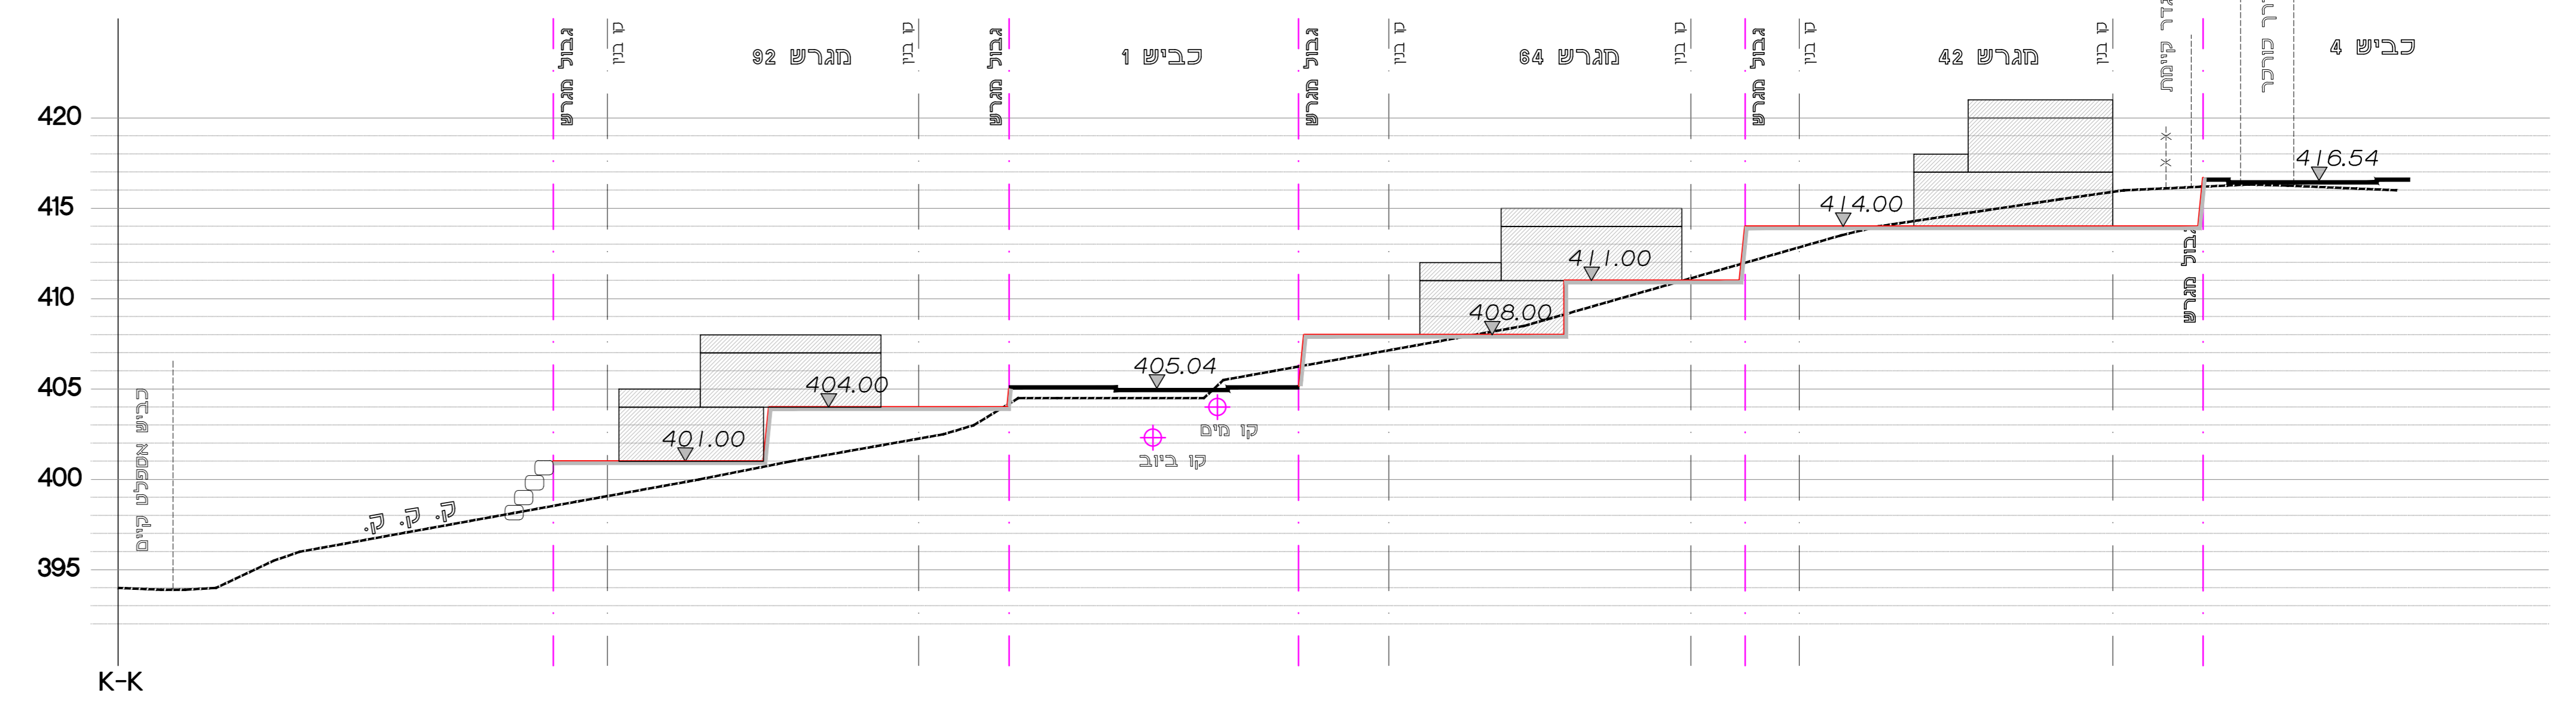 גבול מגרש
קו בנין
מגרש 92
קו בנין
גבול מגרש
כביש 1
גבול מגרש
קו בנין
מגרש 64
קו בנין
גבול מגרש
קו בנין
מגרש 42
קו בנין
גדר קיימת
כורכר
כביש 4
420
415
410
405
400
395
416.54
414.00
411.00
408.00
405.04
404.00
401.00
גבול מגרש
קו מים
קו ביוב
כביש אספלט קיים
ק. ק. ק.
K-K